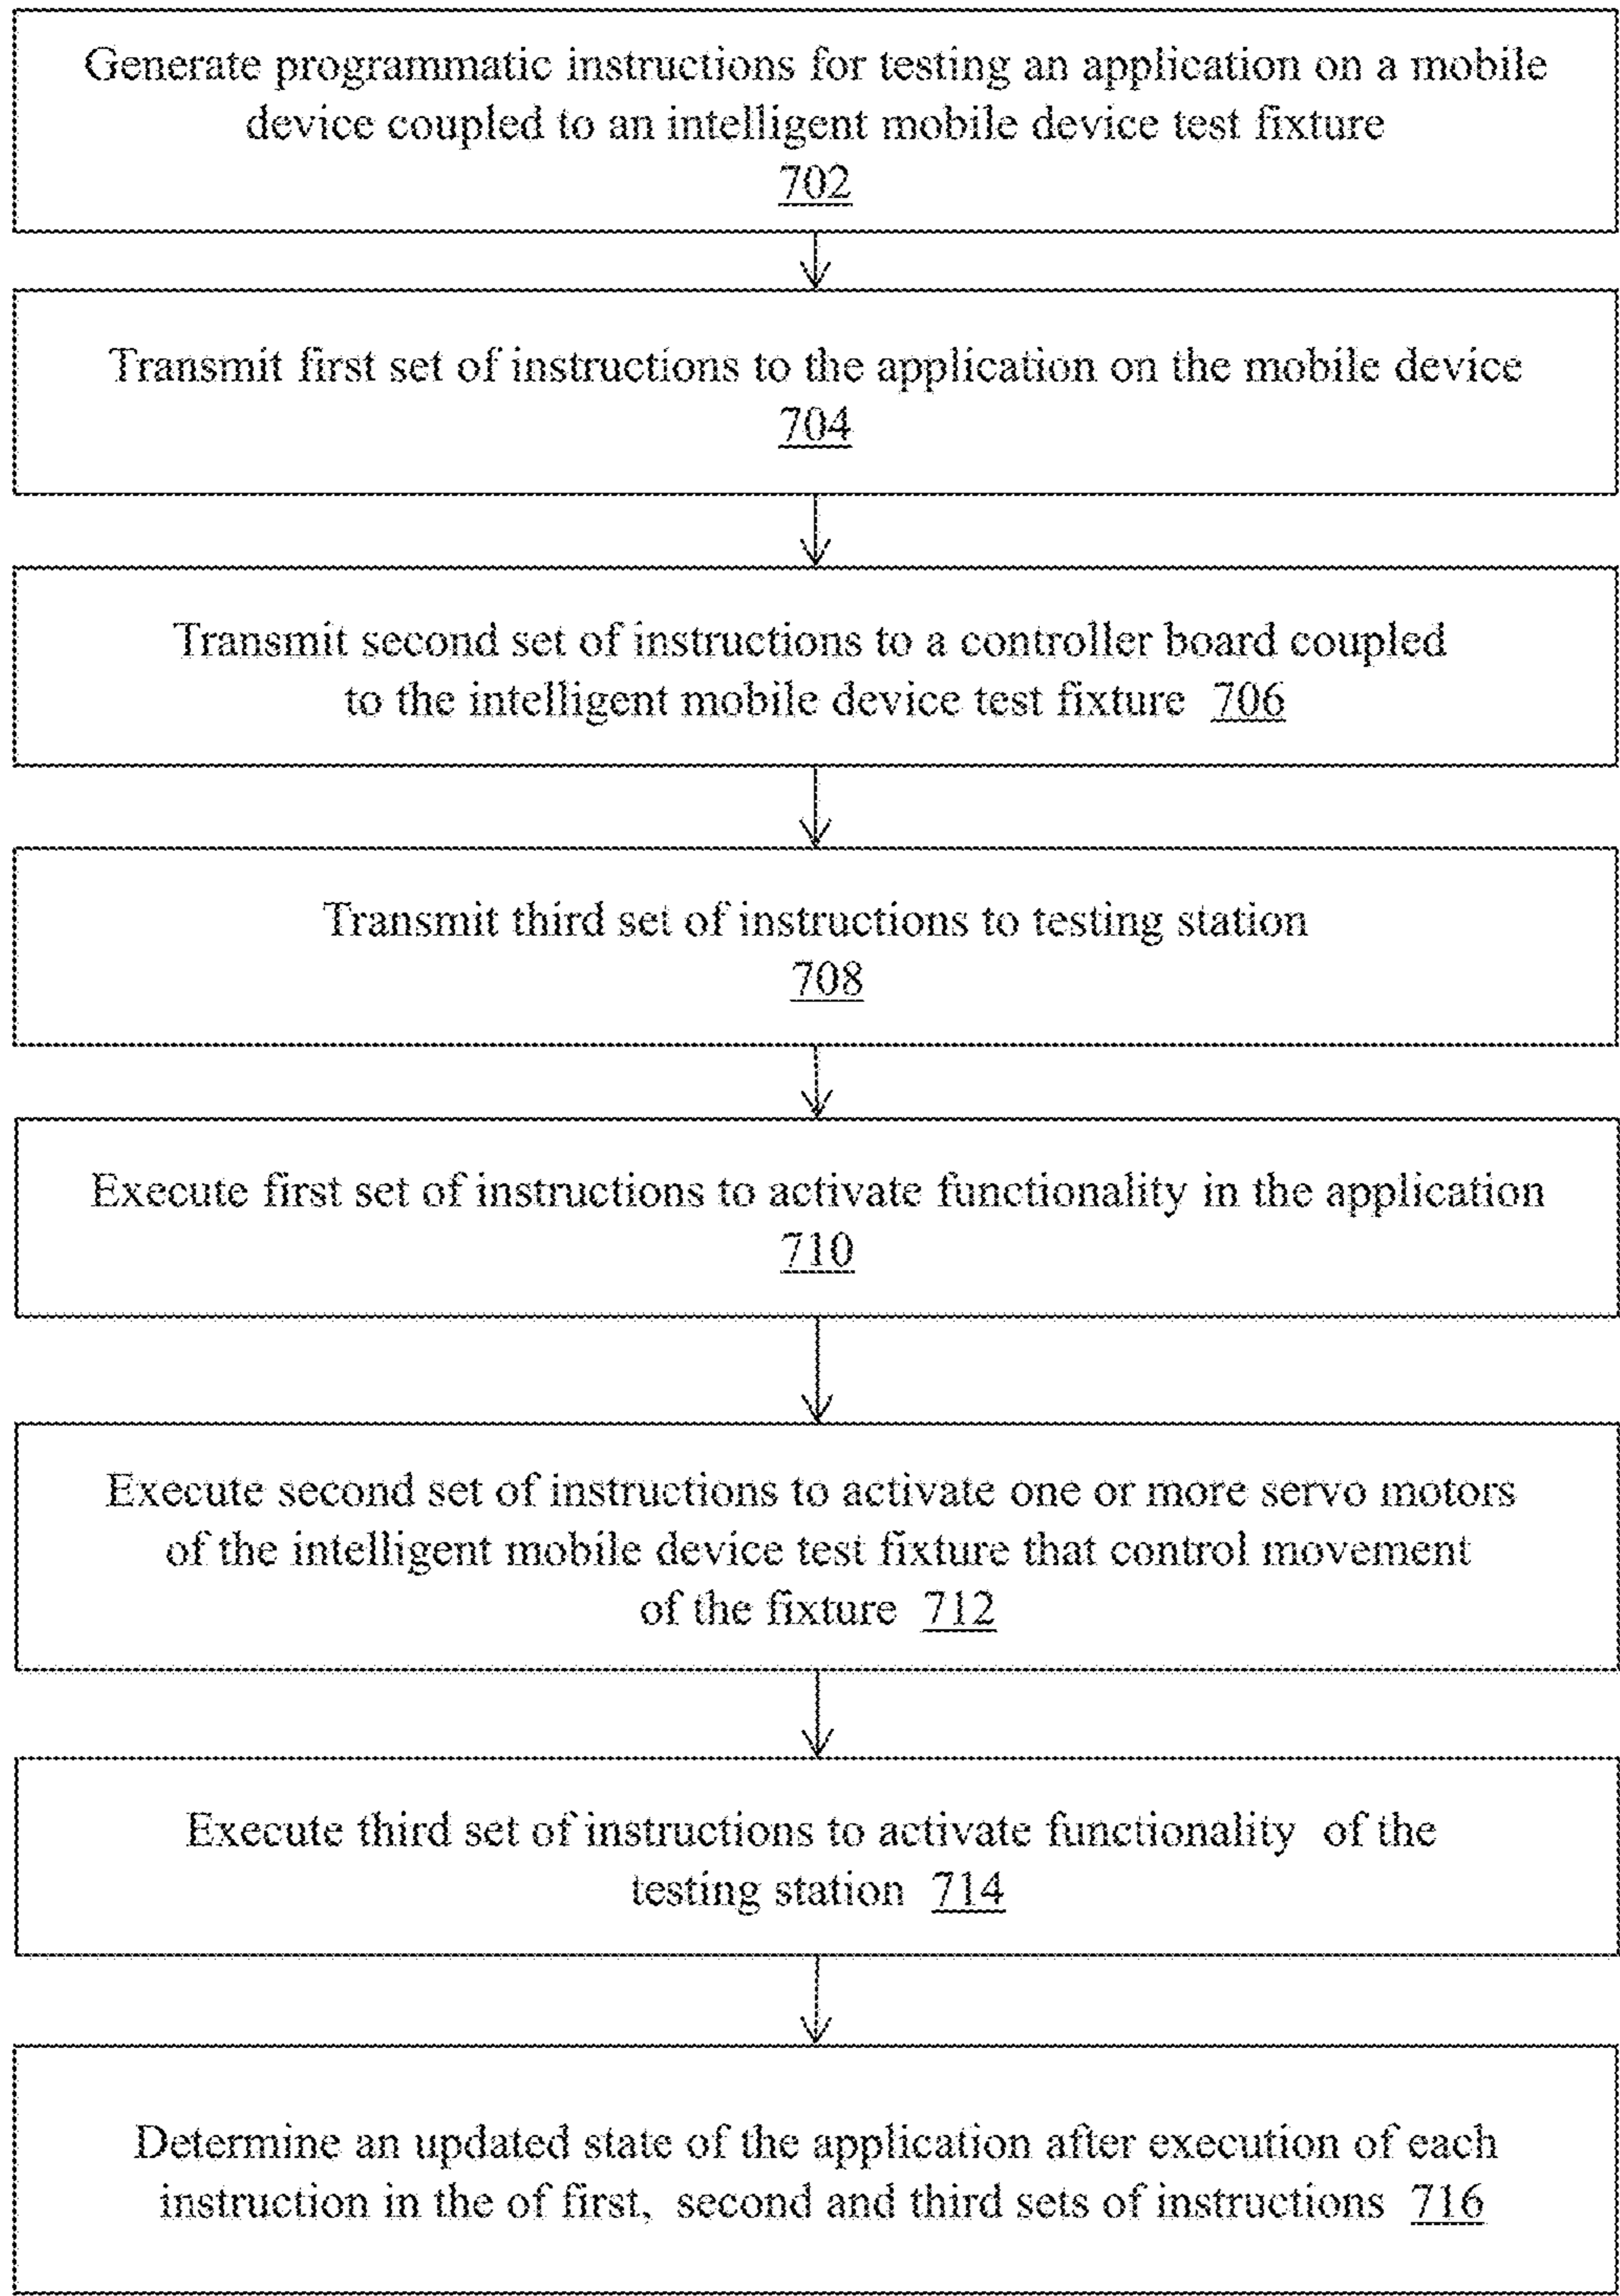 Generate programmatic instructions for testing an application on a mobile
device coupled to an intelligent mobile device test fixture
702
Transmit first set of instructions to the application on the mobile device
704
Transmit second set of instructions to a controller board coupled
to the intelligent mobile device test fixture 706
Transmit third set of instructions to testing station
708
Execute first set of instructions to activate functionality in the application
710
Execute second set of instructions to activate one or more servo motors
of the intelligent mobile device test fixture that control movement
of the fixture 712
Execute third set of instructions to activate functionality of the
testing station 714
Determine an updated state of the application after execution of each
instruction in the of first, second and third sets of instructions 716